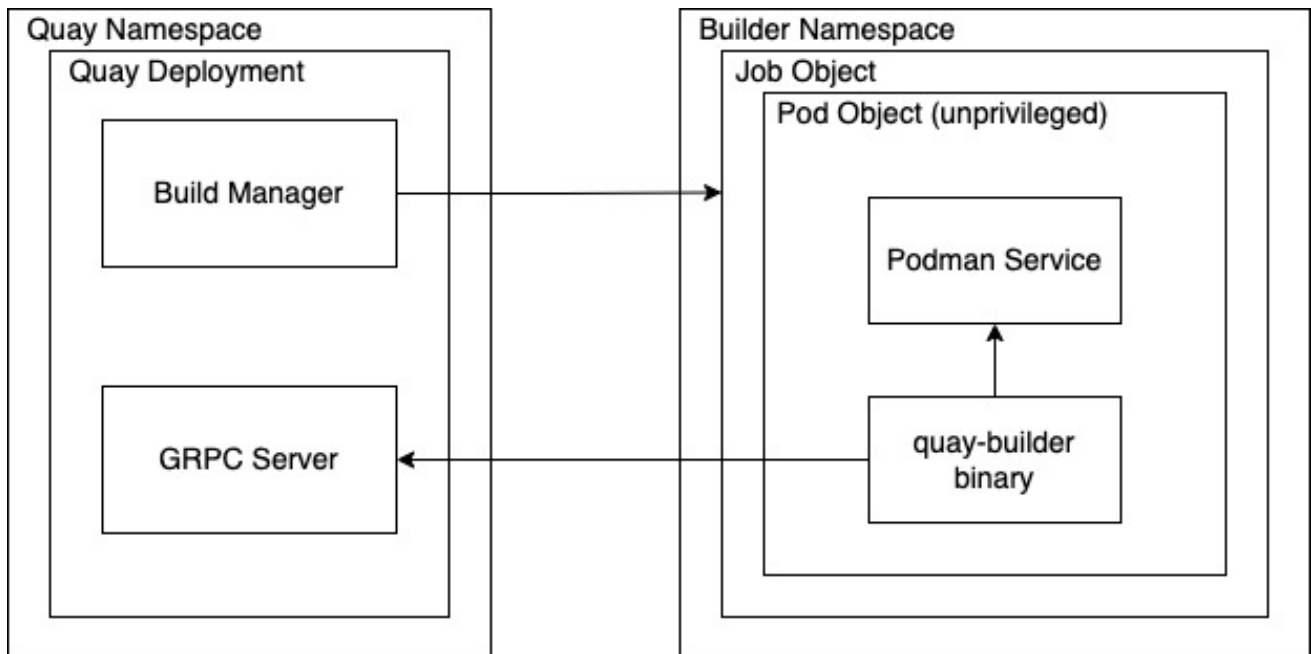 Quay Namespace
Quay Deployment
Build Manager
GRPC Server
Builder Namespace
Job Object
Pod Object (unprivileged)
Podman Service
quay-builder
binary